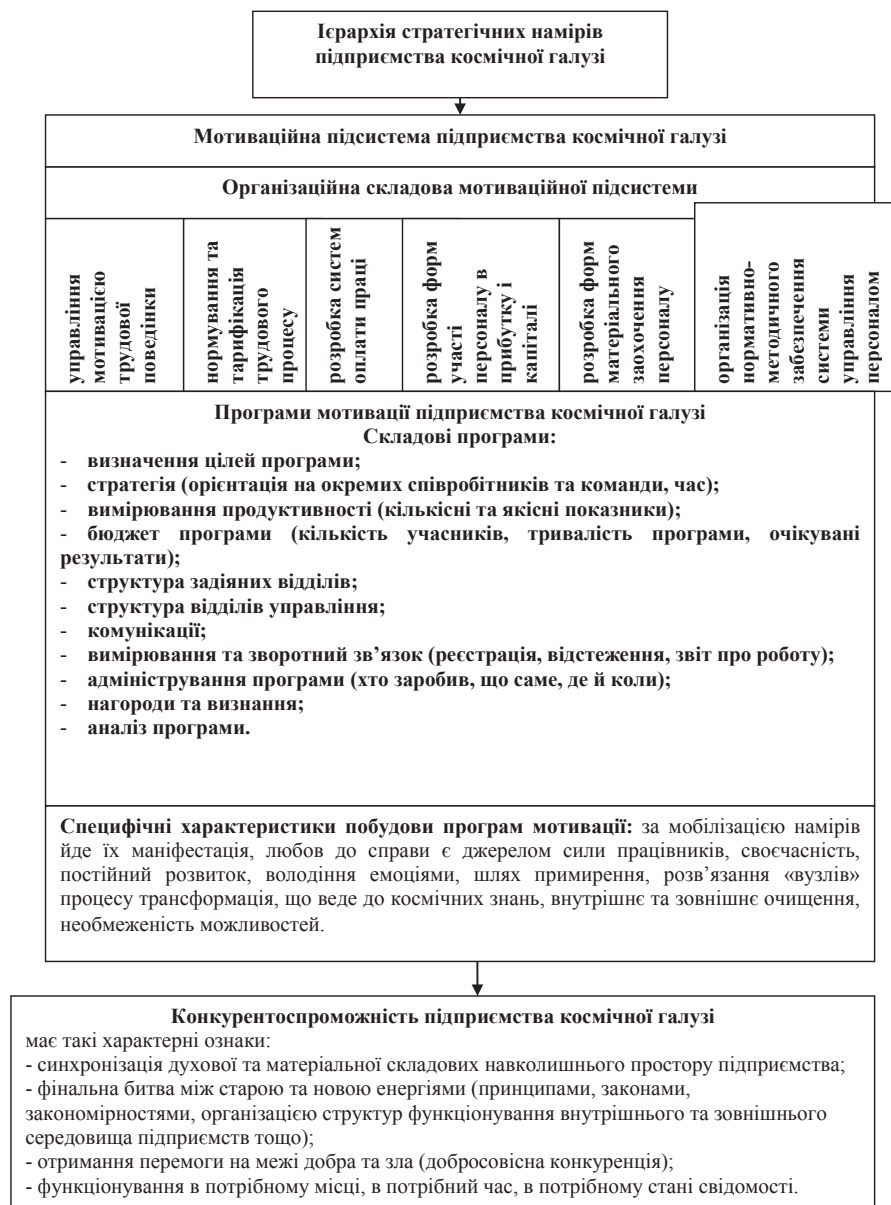 Ієрархія стратегічних намірів
підприємства космічної галузі
Мотиваційна підсистема підприємства космічної галузі
Організаційна складова мотиваційної підсистеми
управління
мотивацією
трудової
поведінки
нормування та
тарифікація
трудового
процесу
розробка систем
оплати праці
розробка форм
участі
персоналу в
прибутку і
капіталі
розробка форм
матеріального
заохочення
персоналу
організація
нормативно-
методичного
забезпечення
системи
управління
персоналом
Програми мотивації підприємства космічної галузі
Складові програми:
- визначення цілей програми;
- стратегія (орієнтація на окремих співробітників та команди, час);
- вимірювання продуктивності (кількісні та якісні показники);
- бюджет програми (кількість учасників, тривалість програми, очікувані
результати);
- структура задіяних відділів;
- структура відділів управління;
- комунікації;
- вимірювання та зворотний зв’язок (реєстрація, відстеження, звіт про роботу);
- адміністрування програми (хто заробив, що саме, де й коли);
- нагороди та визнання;
- аналіз програми.
Специфічні характеристики побудови програм мотивації: за мобілізацією намірів
йде їх маніфестація, любов до справи є джерелом сили працівників, своєчасність,
постійний розвиток, володіння емоціями, шлях примирення, розв’язання «вузлів»
процесу трансформація, що веде до космічних знань, внутрішнє та зовнішнє очищення,
необмеженість можливостей.
Конкурентоспроможність підприємства космічної галузі
має такі характерні ознаки:
- синхронізація духової та матеріальної складових навколишнього простору підприємства;
- фінальна битва між старою та новою енергіями (принципами, законами,
закономірностями, організацією структур функціонування внутрішнього та зовнішнього
середовища підприємств тощо);
- отримання перемоги на межі добра та зла (добросовісна конкуренція);
- функціонування в потрібному місці, в потрібний час, в потрібному стані свідомості.